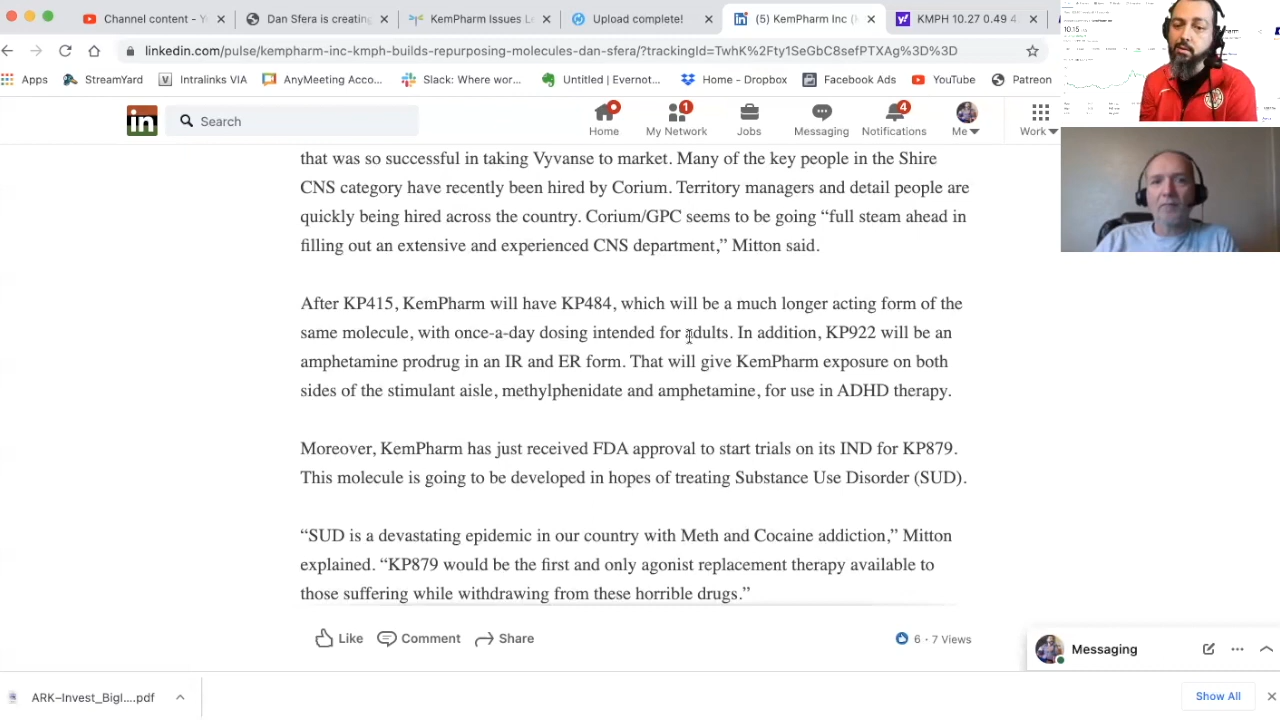 Channel content - Y
Dan Sfera is creating
KemPharm Issues Le
Upload complete!
(5) KemPharm Inc (k
KMPH 10.27 0.49 4
linkedin.com/pulse/kempharm-inc-kmph-builds-repurposing-molecules-dan-sfera/?trackingId=TwhK%2Fty1SeGbC8sefPTXAg%3D%3D
Apps
StreamYard
Intralinks VIA
AnyMeeting Acco...
Slack: Where wor...
Untitled | Evernot...
Home - Dropbox
Facebook Ads
YouTube
Patreon
10.15
in
Search
Home
1
My Network
Jobs
Messaging
4
Notifications
Me
Work
that was so successful in taking Vyvanse to market. Many of the key people in the Shire
CNS category have recently been hired by Corium. Territory managers and detail people are
quickly being hired across the country. Corium/GPC seems to be going “full steam ahead in
filling out an extensive and experienced CNS department,” Mitton said.
After KP415, KemPharm will have KP484, which will be a much longer acting form of the
same molecule, with once-a-day dosing intended for adults. In addition, KP922 will be an
amphetamine prodrug in an IR and ER form. That will give KemPharm exposure on both
sides of the stimulant aisle, methylphenidate and amphetamine, for use in ADHD therapy.
Moreover, KemPharm has just received FDA approval to start trials on its IND for KP879.
This molecule is going to be developed in hopes of treating Substance Use Disorder (SUD).
“SUD is a devastating epidemic in our country with Meth and Cocaine addiction,” Mitton
explained. “KP879 would be the first and only agonist replacement therapy available to
those suffering while withdrawing from these horrible drugs.”
Like
Comment
Share
6 · 7 Views
Messaging
ARK–Invest_BigI....pdf
Show All